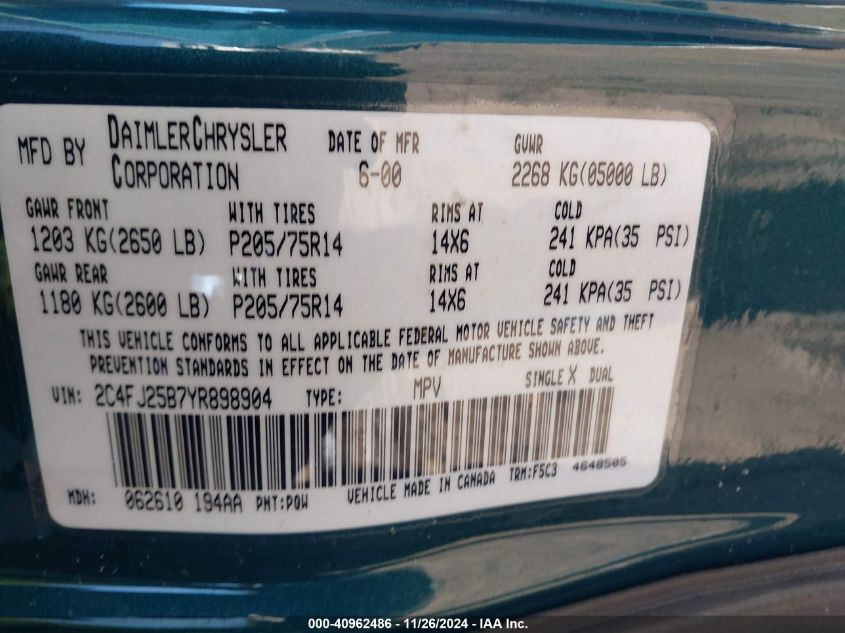 MFD BY DAIMLERCHRYSLER CORPORATION DATE OF MFR 6-00 GVWR 2268 KG(05000 LB)
GAWR FRONT WITH TIRES RIMS AT COLD
1203 KG(2650 LB) P205/75R14 14X6 241 KPA(35 PSI)
GAWR REAR WITH TIRES RIMS AT COLD
1180 KG(2600 LB) P205/75R14 14X6 241 KPA(35 PSI)
THIS VEHICLE CONFORMS TO ALL APPLICABLE FEDERAL MOTOR VEHICLE SAFETY AND THEFT
PREVENTION STANDARDS IN EFFECT ON THE DATE OF MANUFACTURE SHOWN ABOVE.
VIN: 2C4FJ25B7YR898904 TYPE: MPV SINGLE X DUAL
MDH: 062610 194AA PNT:PQW VEHICLE MADE IN CANADA TRM:F5C3 4648505
000-40962486 - 11/26/2024 - IAA Inc.